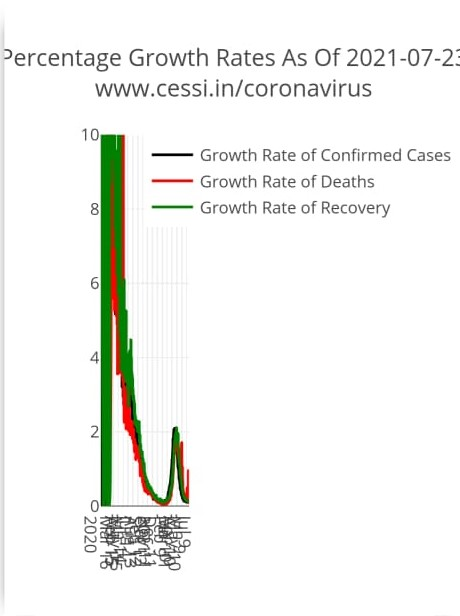 Percentage Growth Rates As Of 2021-07-23
www.cessi.in/coronavirus
10
Growth Rate of Confirmed Cases
Growth Rate of Deaths
Growth Rate of Recovery
8
6
4
2
0
2020